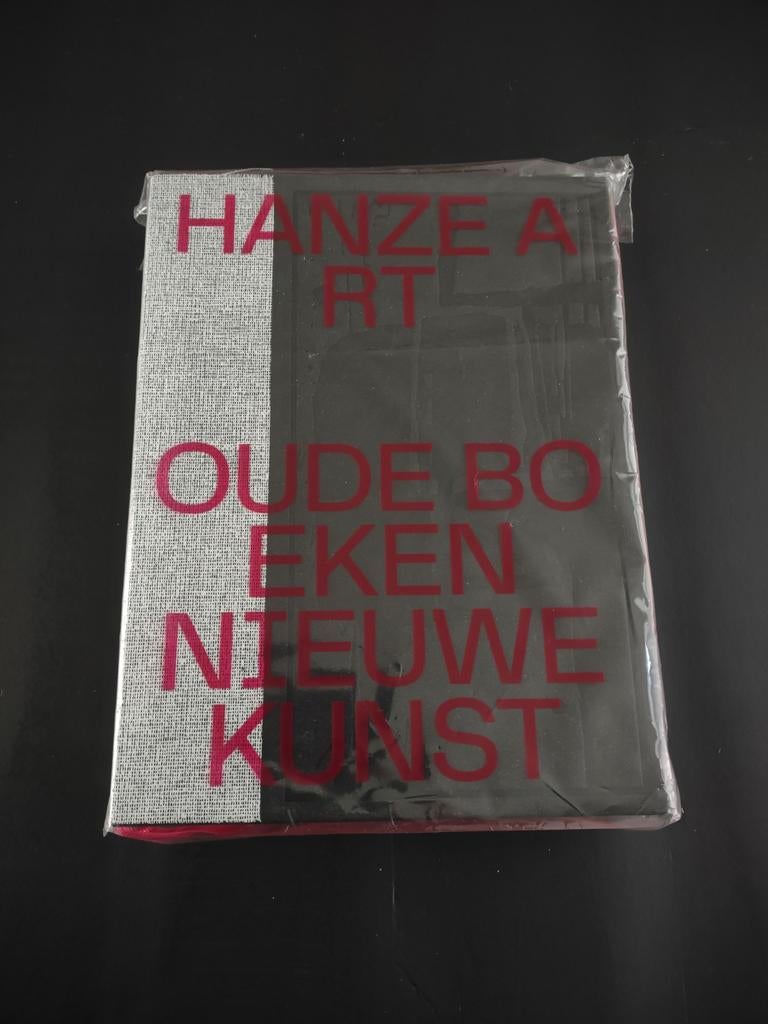 HANZE A
RT
OUDE BO
EKEN
NIEUWE
KUNST